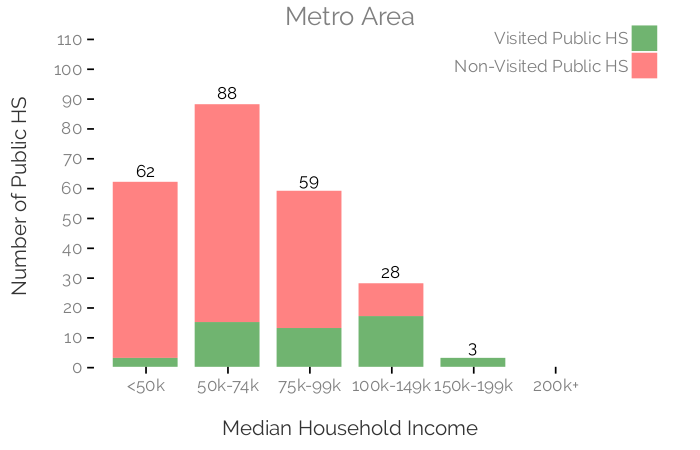 Metro Area
Visited Public HS
Non-Visited Public HS
Number of Public HS
110
100
90
80
70
60
50
40
30
20
10
0
62
88
59
28
3
<50k
50k-74k
75k-99k
100k-149k
150k-199k
200k+
Median Household Income